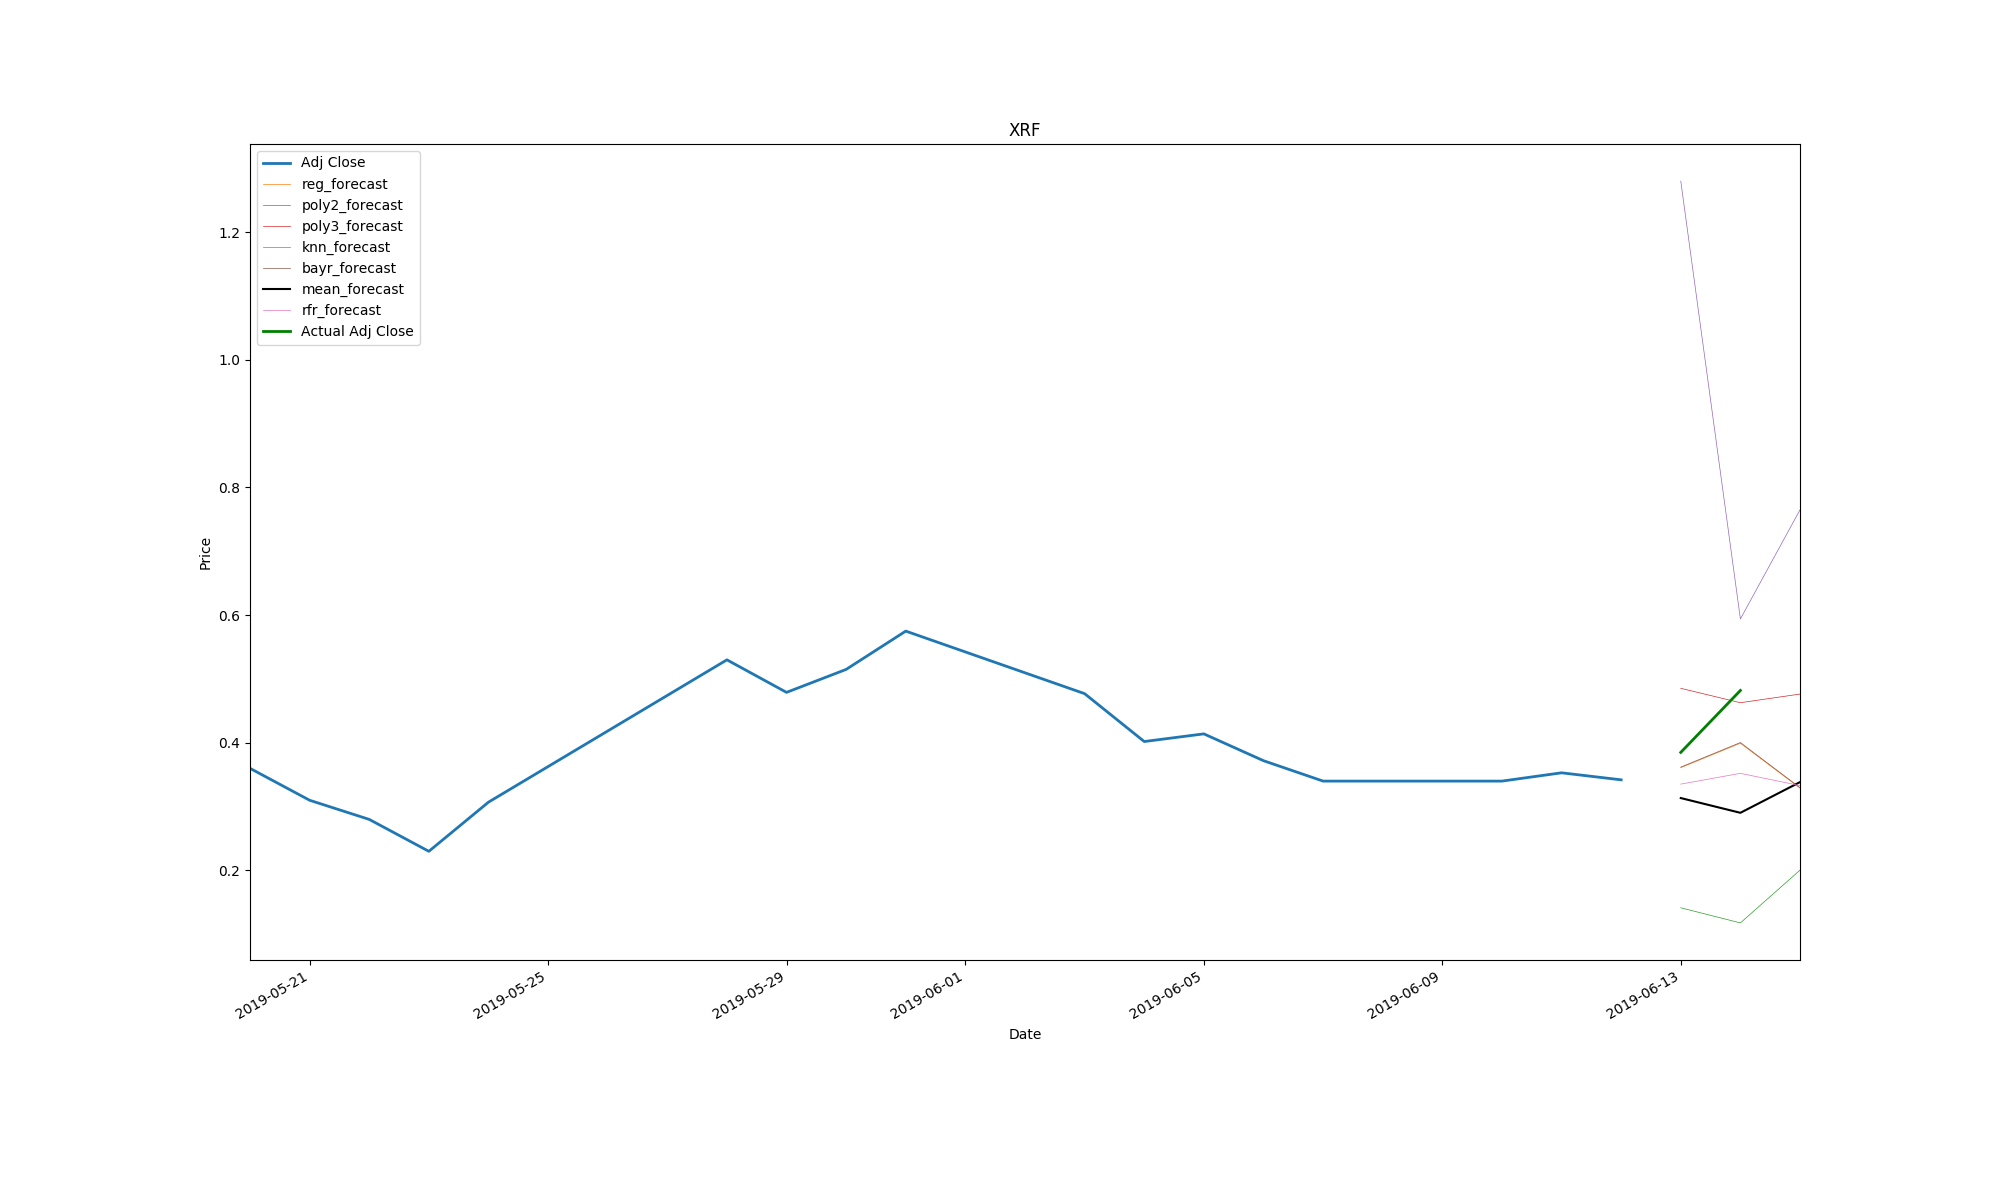 XRF
Adj Close
reg_forecast
poly2_forecast
poly3_forecast
knn_forecast
bayr_forecast
mean_forecast
rfr_forecast
Actual Adj Close
1.2
1.0
0.8
0.6
0.4
0.2
Price
2019-05-21
2019-05-25
2019-05-29
2019-06-01
2019-06-05
2019-06-09
2019-06-13
Date